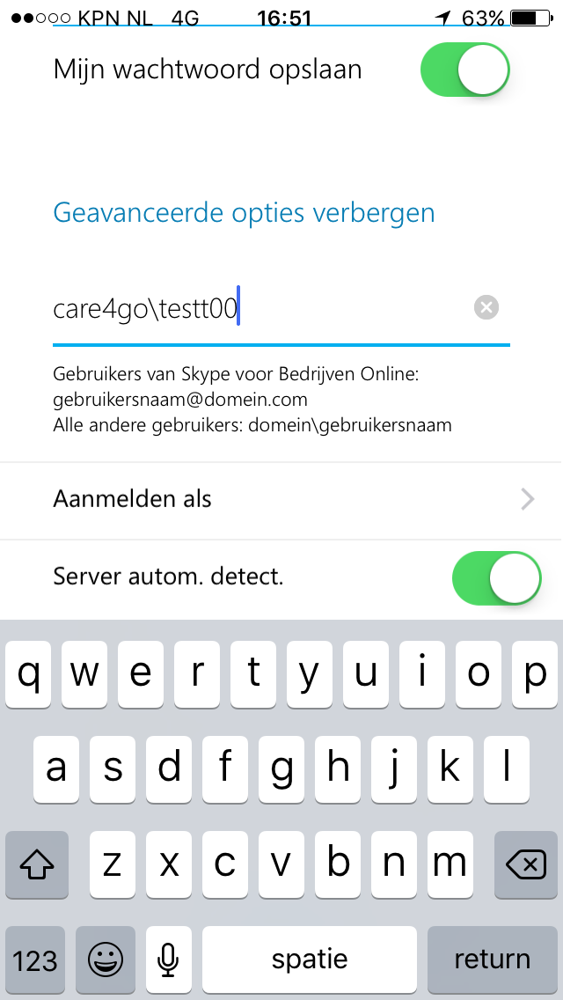 KPN NL 4G 16:51 63%
Mijn wachtwoord opslaan
Geavanceerde opties verbergen
care4go\testt00
Gebruikers van Skype voor Bedrijven Online:
gebruikersnaam@domein.com
Alle andere gebruikers: domein\gebruikersnaam
Aanmelden als
Server autom. detect.
q w e r t y u i o p
a s d f g h j k l
z x c v b n m
123 spatie return